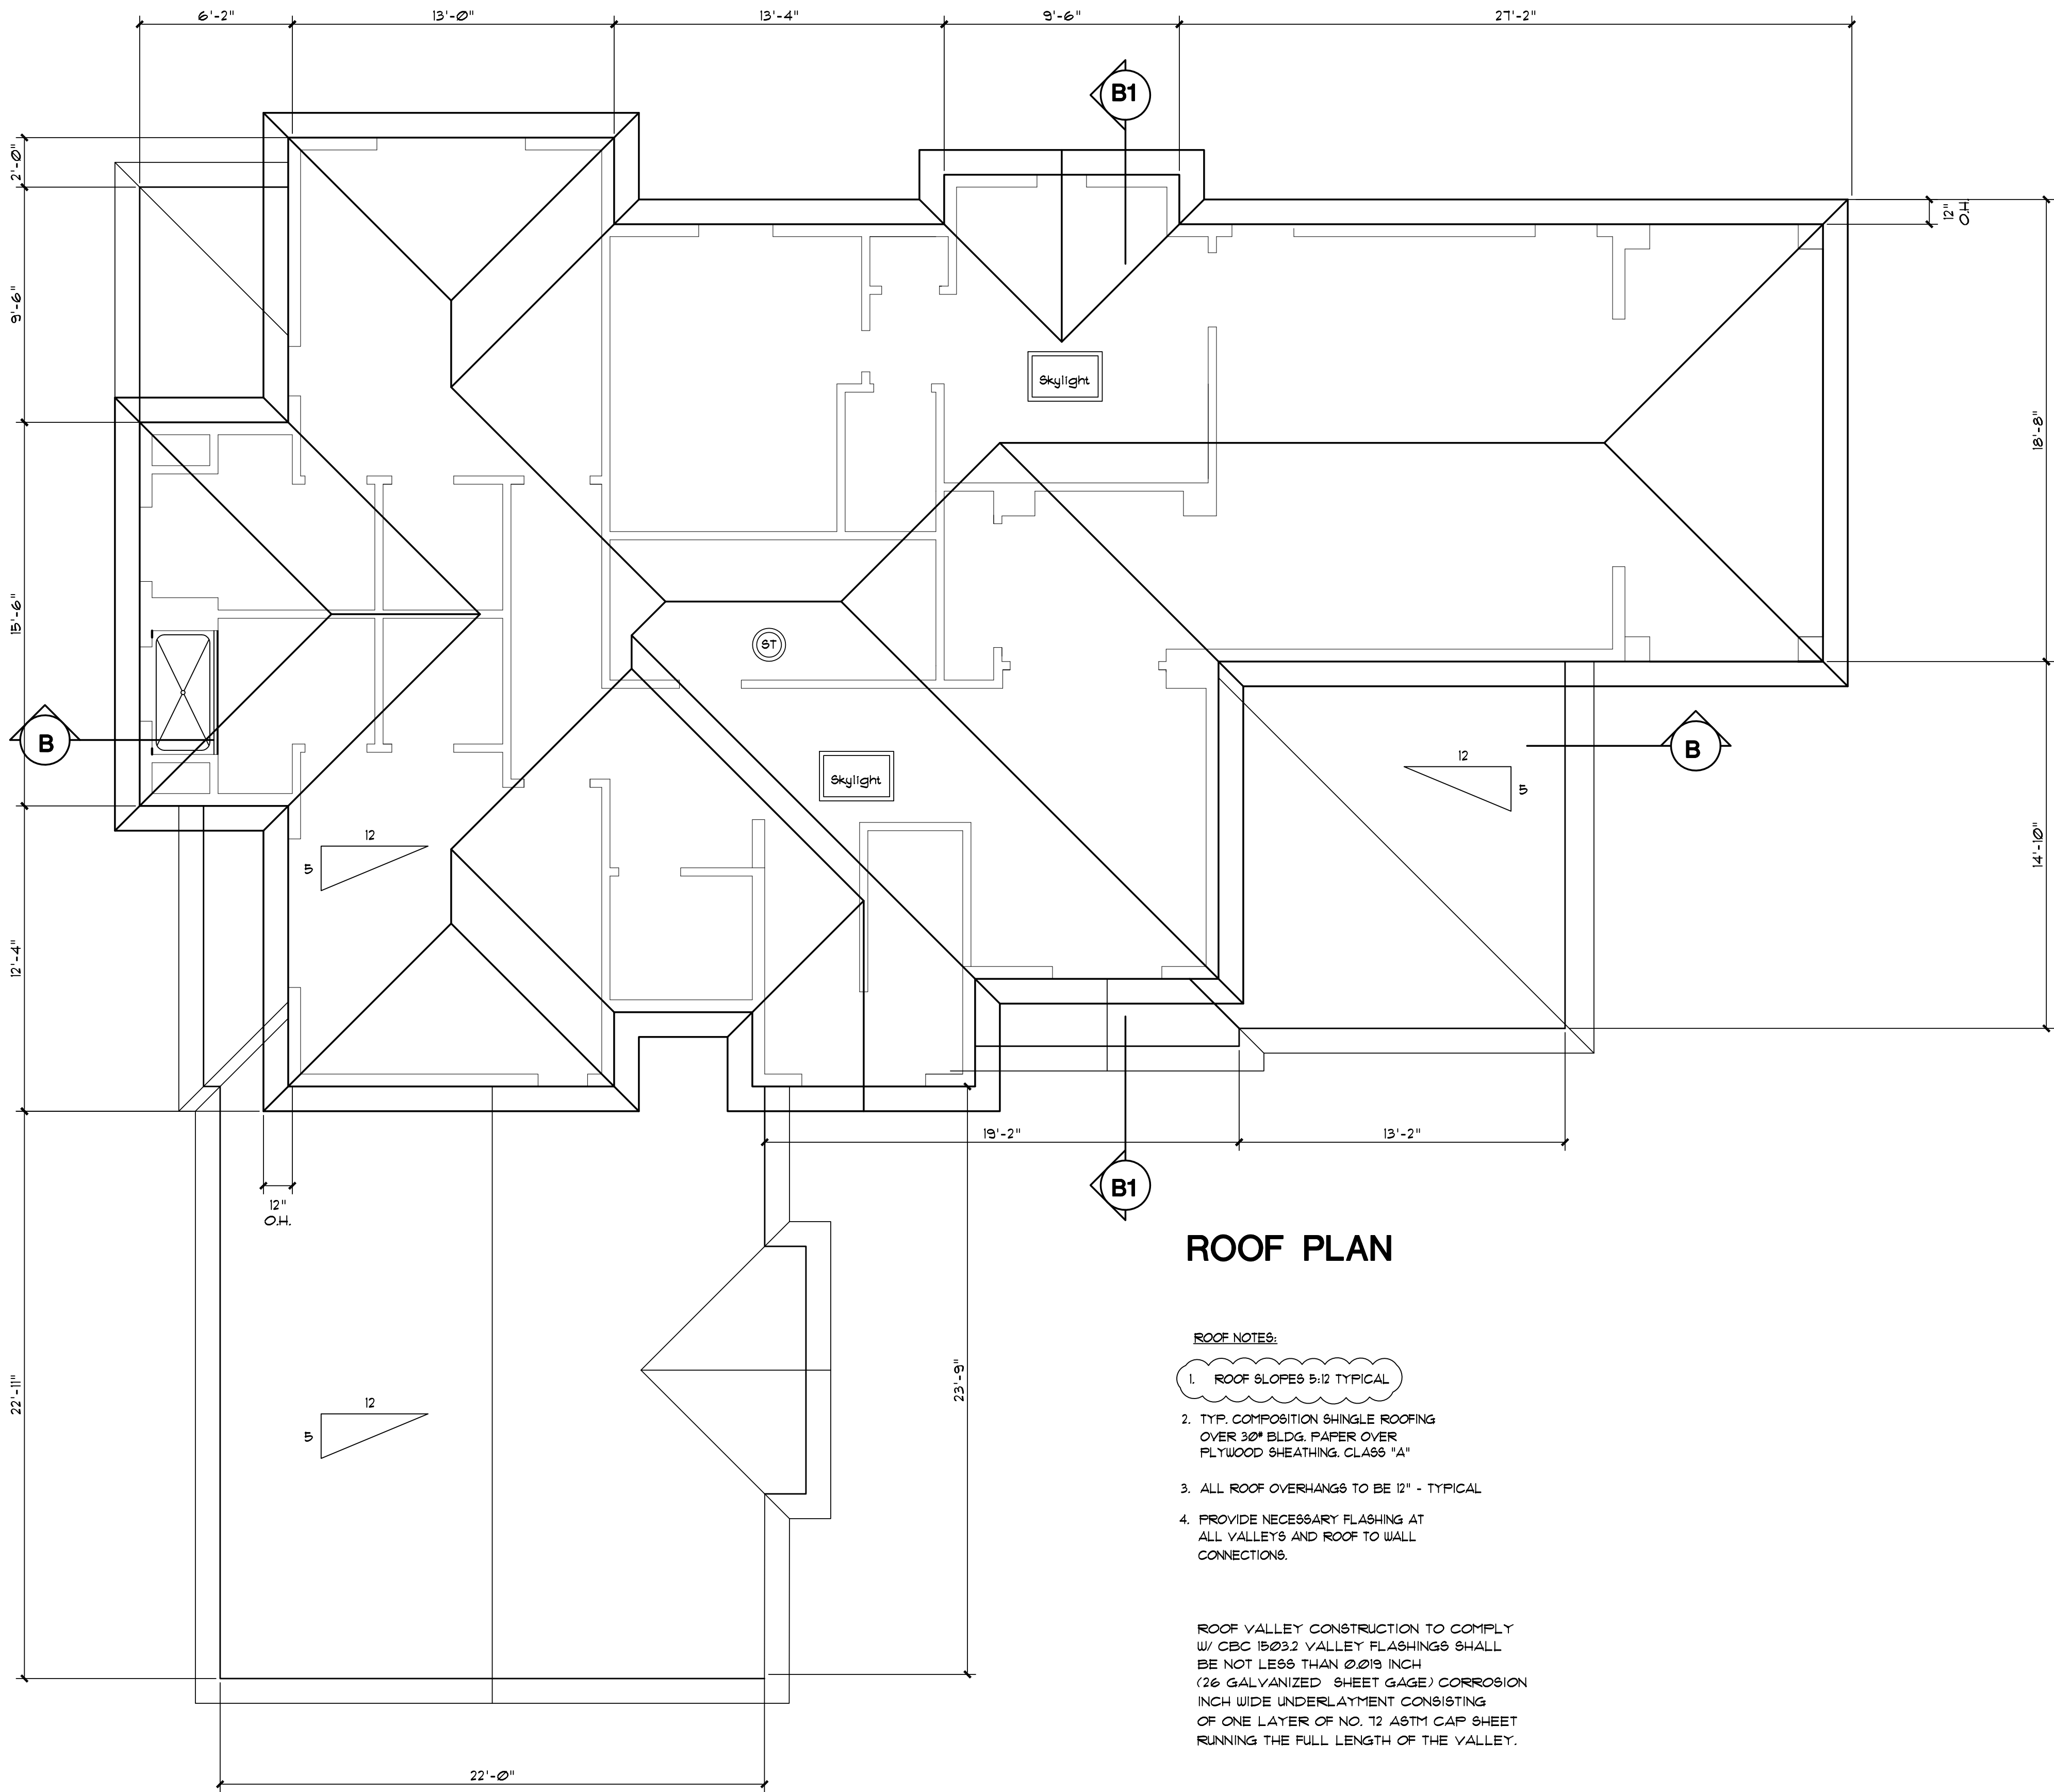 6'-2"
13'-0"
13'-4"
9'-6"
27'-2"
B1
2'-0"
12"
O.H.
9'-6"
Skylight
18'-8"
15'-6"
ST
B
B
12
5
Skylight
12
5
14'-10"
12'-4"
19'-2"
13'-2"
B1
12"
O.H.
ROOF PLAN
ROOF NOTES:
1. ROOF SLOPES 5:12 TYPICAL
22'-11"
23'-9"
12
5
2. TYP. COMPOSITION SHINGLE ROOFING
OVER 30# BLDG. PAPER OVER
PLYWOOD SHEATHING. CLASS "A"
3. ALL ROOF OVERHANGS TO BE 12" - TYPICAL
4. PROVIDE NECESSARY FLASHING AT
ALL VALLEYS AND ROOF TO WALL
CONNECTIONS.
ROOF VALLEY CONSTRUCTION TO COMPLY
W/ CBC 1503.2 VALLEY FLASHINGS SHALL
BE NOT LESS THAN 0.019 INCH
(26 GALVANIZED SHEET GAGE) CORROSION
INCH WIDE UNDERLAYMENT CONSISTING
OF ONE LAYER OF NO. 72 ASTM CAP SHEET
RUNNING THE FULL LENGTH OF THE VALLEY.
22'-0"